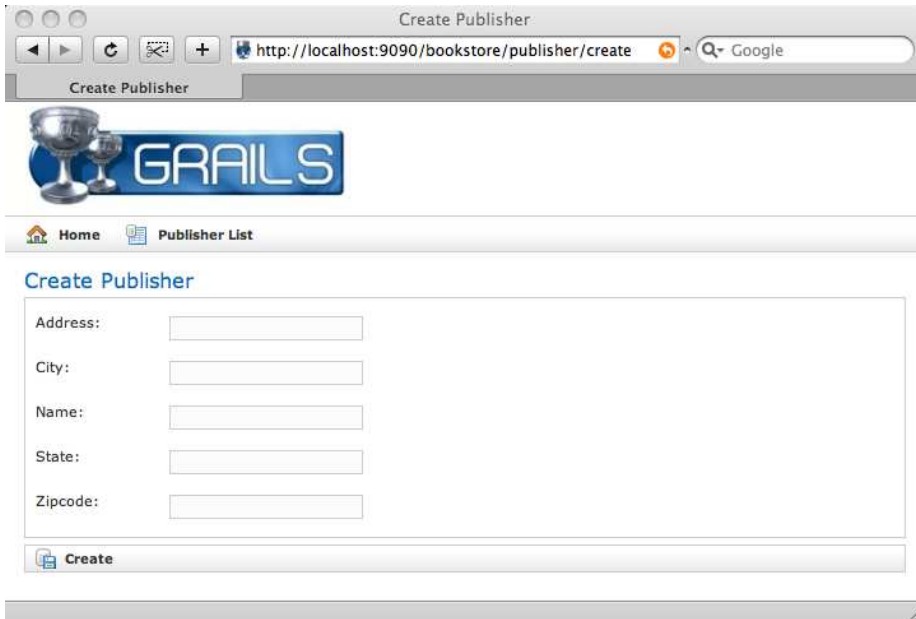 Create Publisher
http://localhost:9090/bookstore/publisher/create
Google
Create Publisher
GRAILS
Home Publisher List
Create Publisher
Address:
City:
Name:
State:
Zipcode:
Create